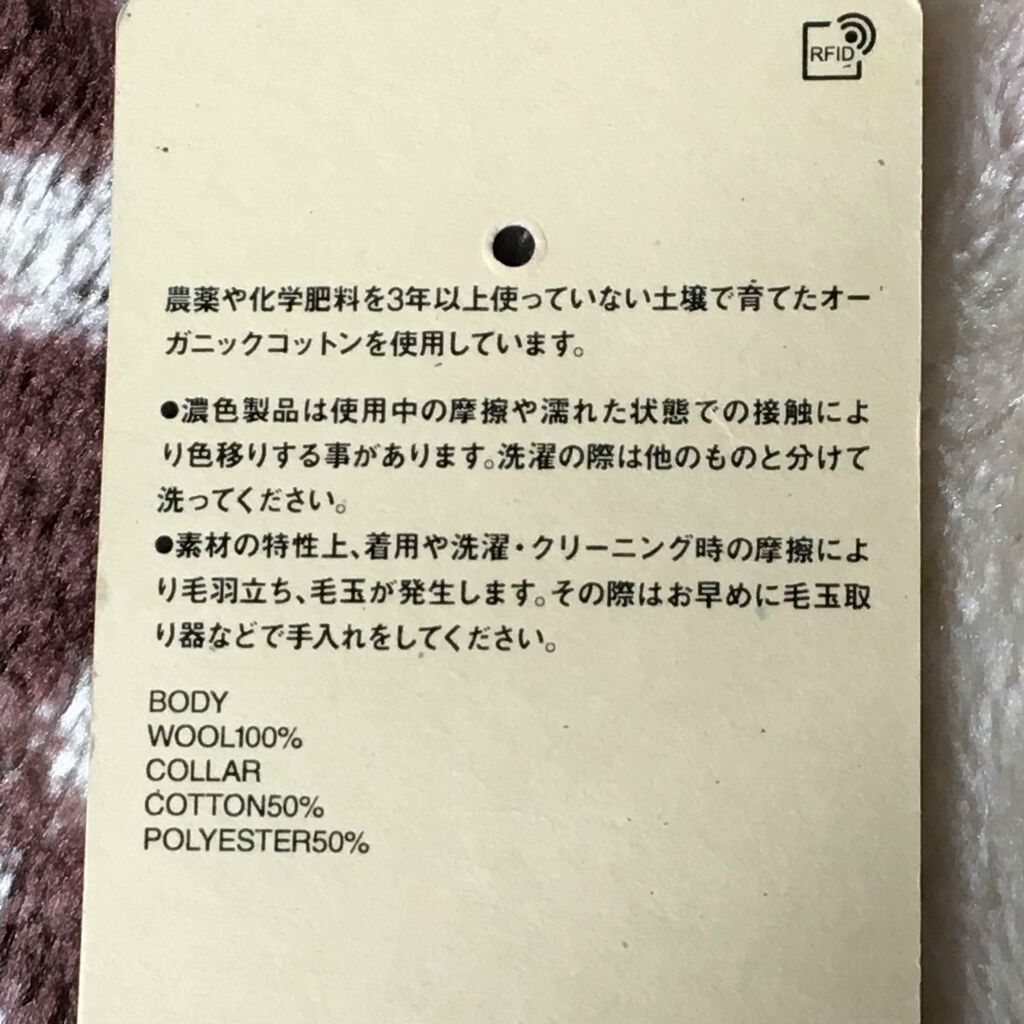 RFID
農薬や化学肥料を3年以上使っていない土壌で育てたオー
ガニックコットンを使用しています。
●濃色製品は使用中の摩擦や濡れた状態での接触によ
り色移りする事があります。洗濯の際は他のものと分けて
洗ってください。
●素材の特性上、着用や洗濯・クリーニング時の摩擦によ
り毛羽立ち、毛玉が発生します。その際はお早めに毛玉取
り器などで手入れをしてください。
BODY
WOOL100%
COLLAR
COTTON50%
POLYESTER50%